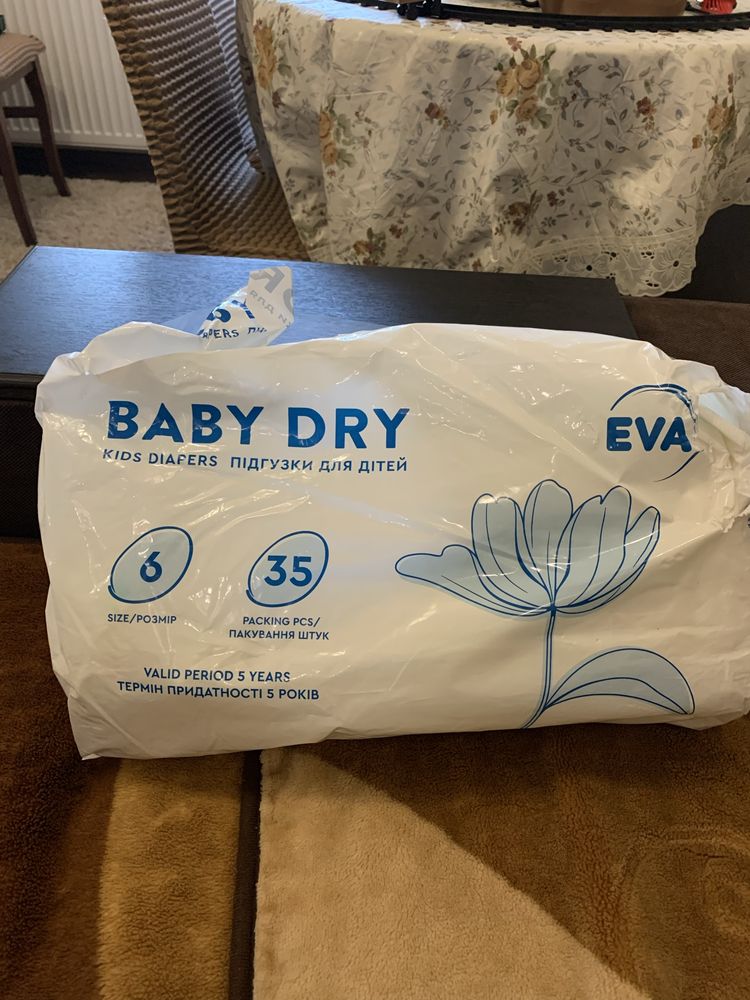 BABY DRY
KIDS DIAPERS ПІДГУЗКИ ДЛЯ ДІТЕЙ
EVA
6
35
SIZE/РОЗМІР
PACKING PCS/
ПАКУВАННЯ ШТУК
VALID PERIOD 5 YEARS
ТЕРМІН ПРИДАТНОСТІ 5 РОКІВ